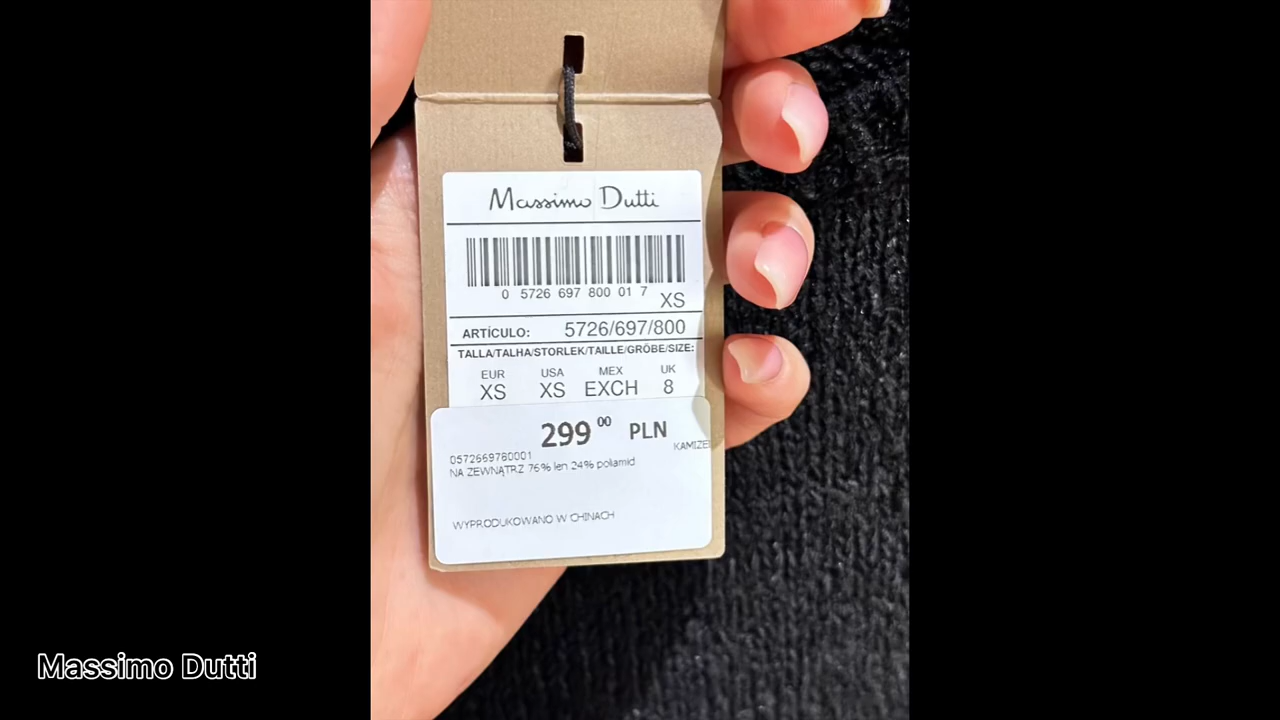 Massimo Dutti
0 5726 697 800 01 7
XS
ARTÍCULO: 5726/697/800
TALLA/TALHA/STORLEK/TAILLE/GRÖBE/SIZE:
EUR USA MEX UK
XS XS EXCH 8
299 00 PLN
KAMIZE
0572669780001
NA ZEWNĄTRZ 76% len 24% poliamid
WYPRODUKOWANO W CHINACH
Massimo Dutti